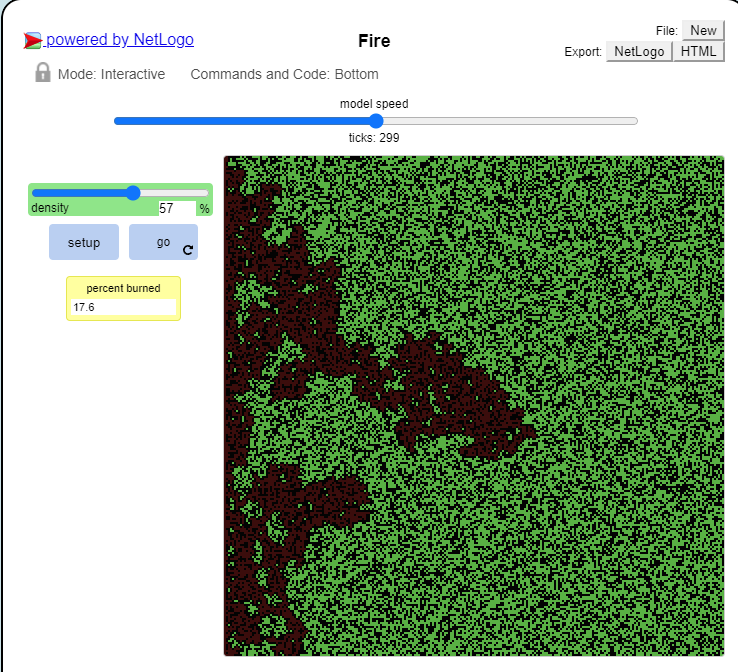 powered by NetLogo
Fire
File: New
Export: NetLogo HTML
Mode: Interactive Commands and Code: Bottom
model speed
ticks: 299
density 57 %
setup go
percent burned
17.6